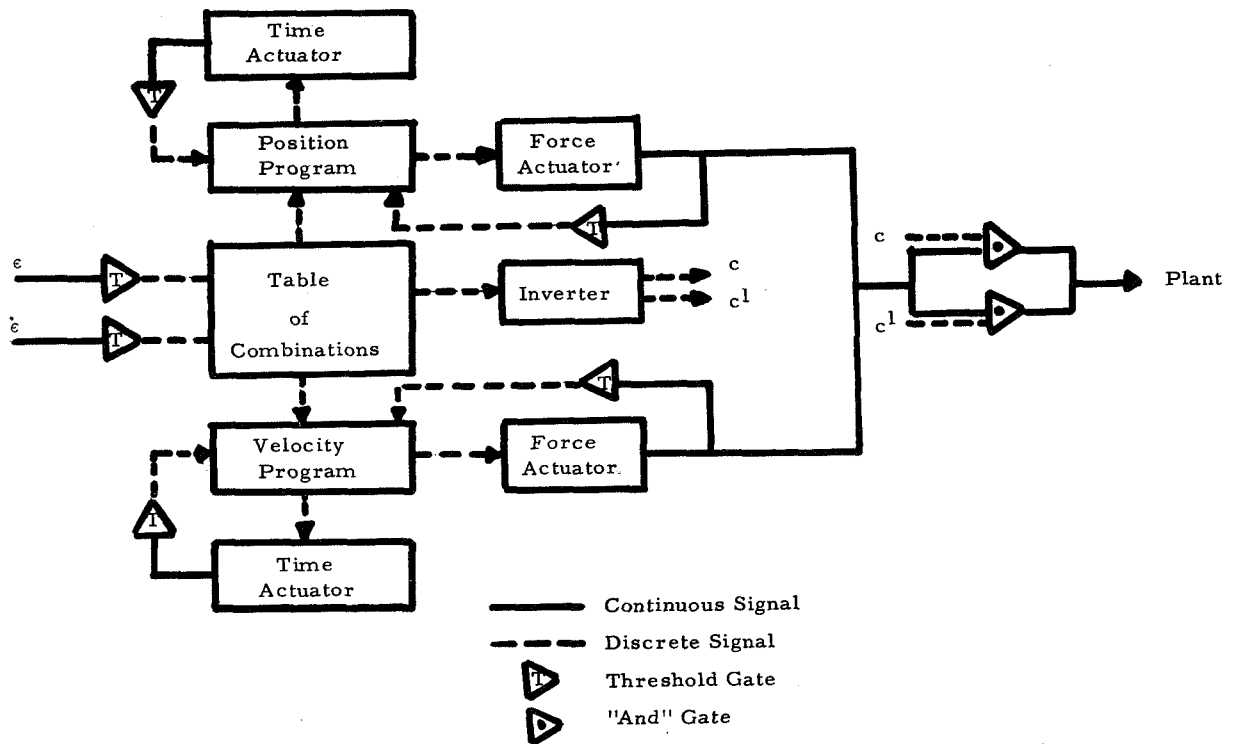 Time
Actuator
T
Position
Program
Force
Actuator
T
ϵ
T
Table
of
Combinations
Inverter
c
c1
ϵ̇
T
c
c1
Plant
T
Velocity
Program
Force
Actuator
T
Time
Actuator
Continuous Signal
Discrete Signal
T
Threshold Gate
"And" Gate